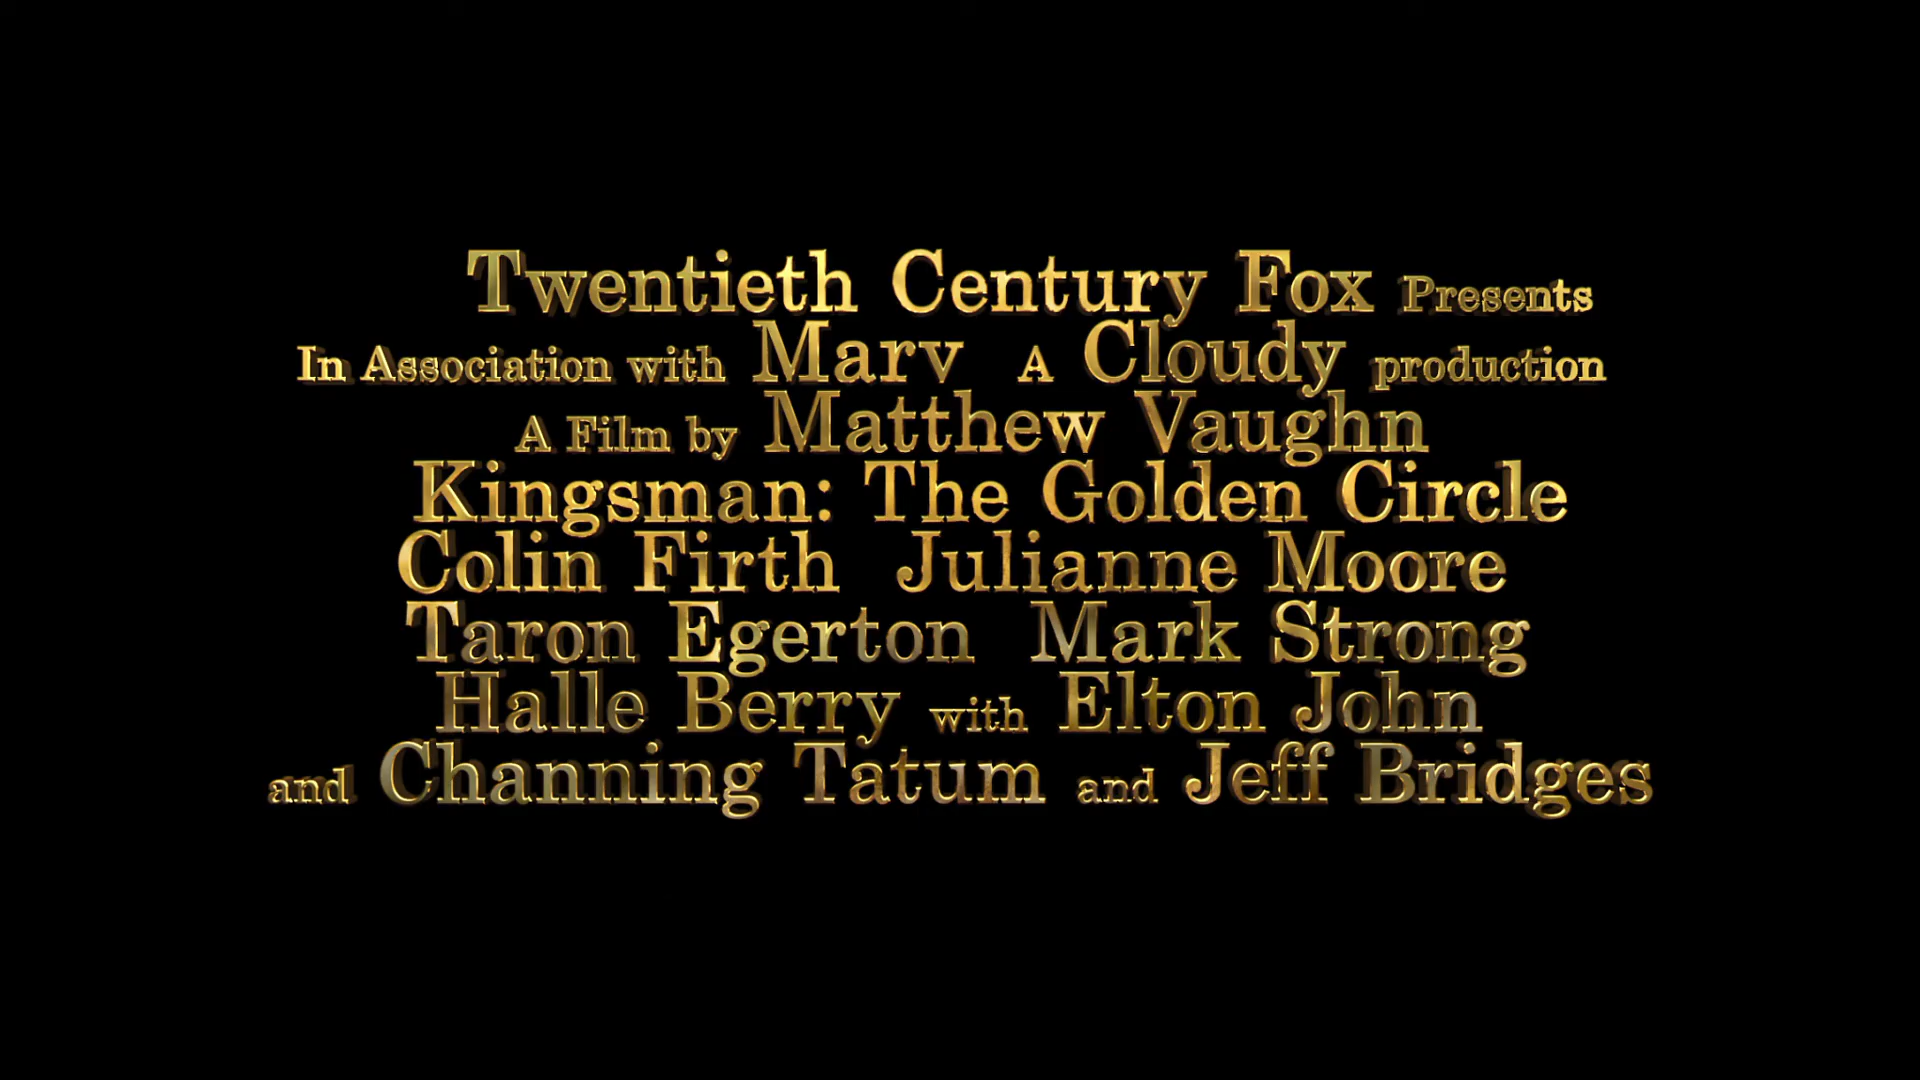 Twentieth Century Fox Presents
In Association with Marv A Cloudy production
A Film by Matthew Vaughn
Kingsman: The Golden Circle
Colin Firth Julianne Moore
Taron Egerton Mark Strong
Halle Berry with Elton John
and Channing Tatum and Jeff Bridges